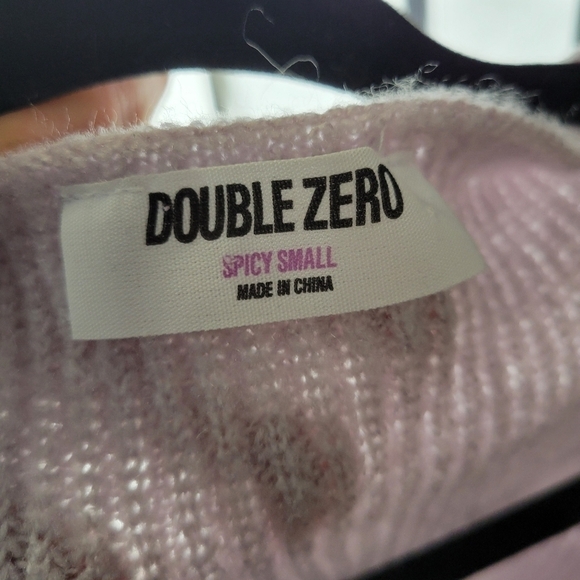 DOUBLE ZERO
SPICY SMALL
MADE IN CHINA